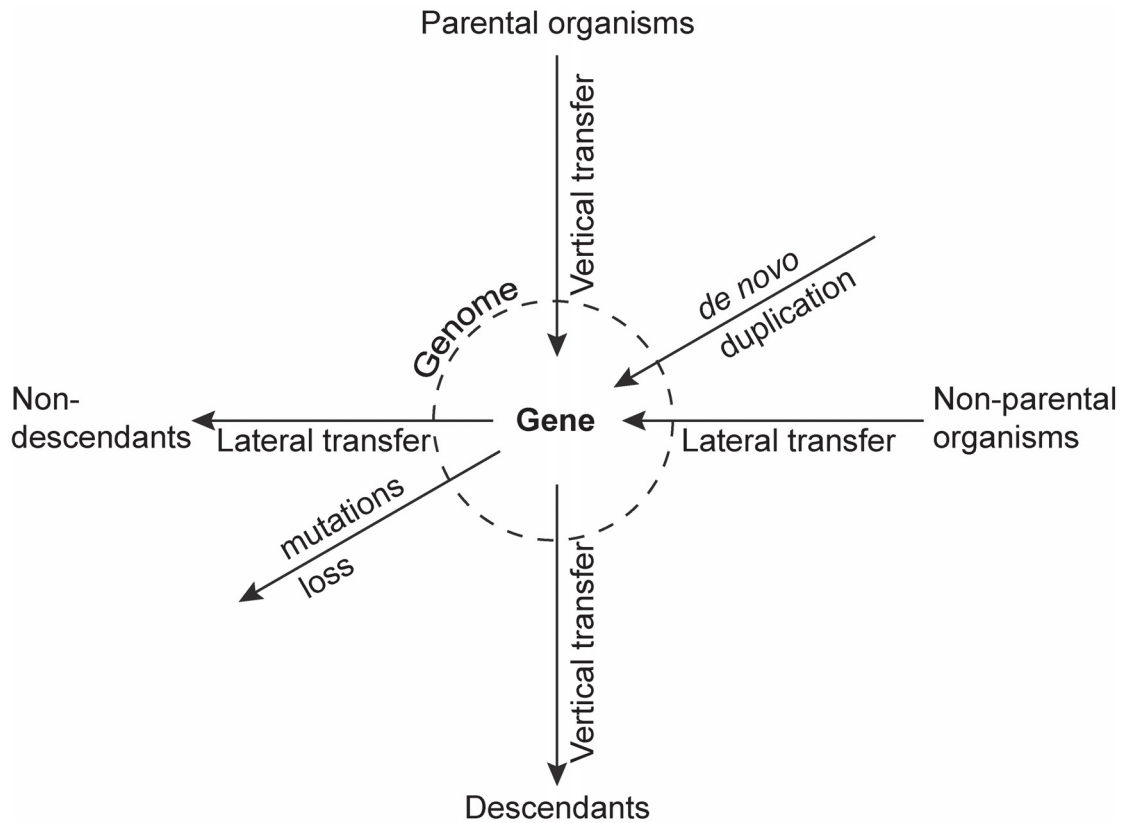 Parental organisms
Vertical transfer
de novo
duplication
Genome
Non-
descendants
Lateral transfer
Gene
Lateral transfer
Non-parental
organisms
mutations
loss
Vertical transfer
Descendants